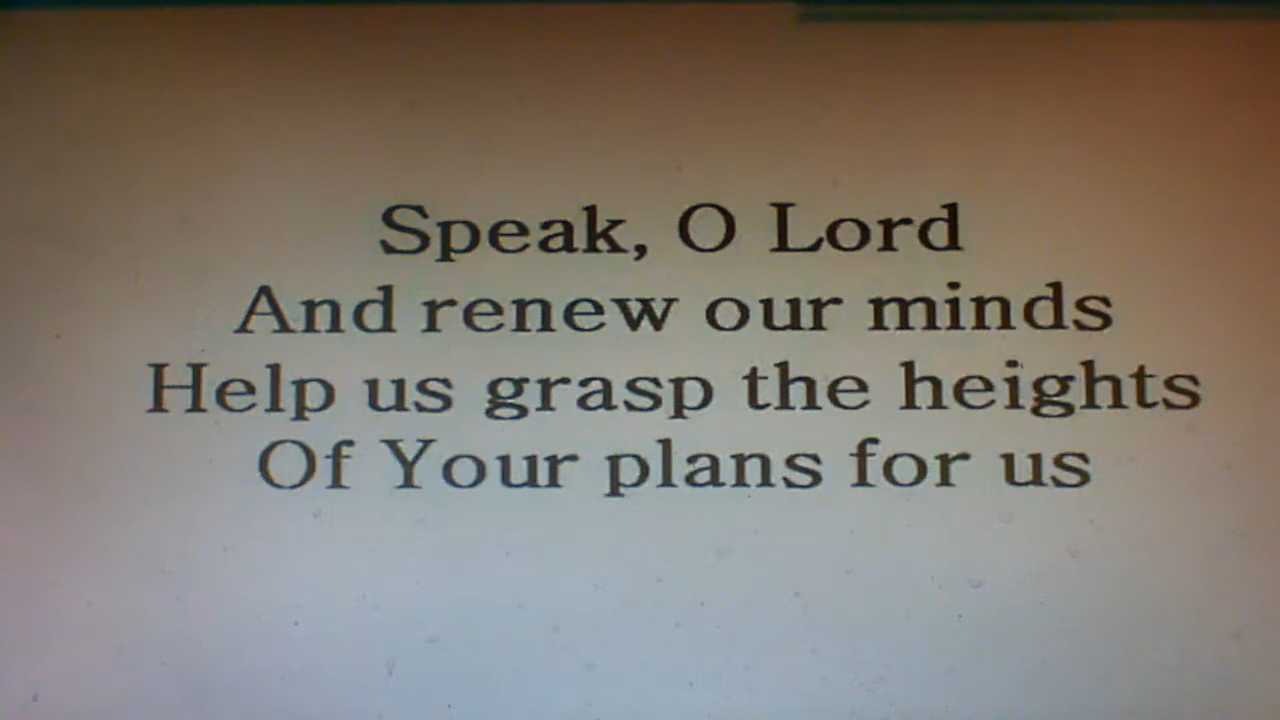 Speak, O Lord
And renew our minds
Help us grasp the heights
Of Your plans for us